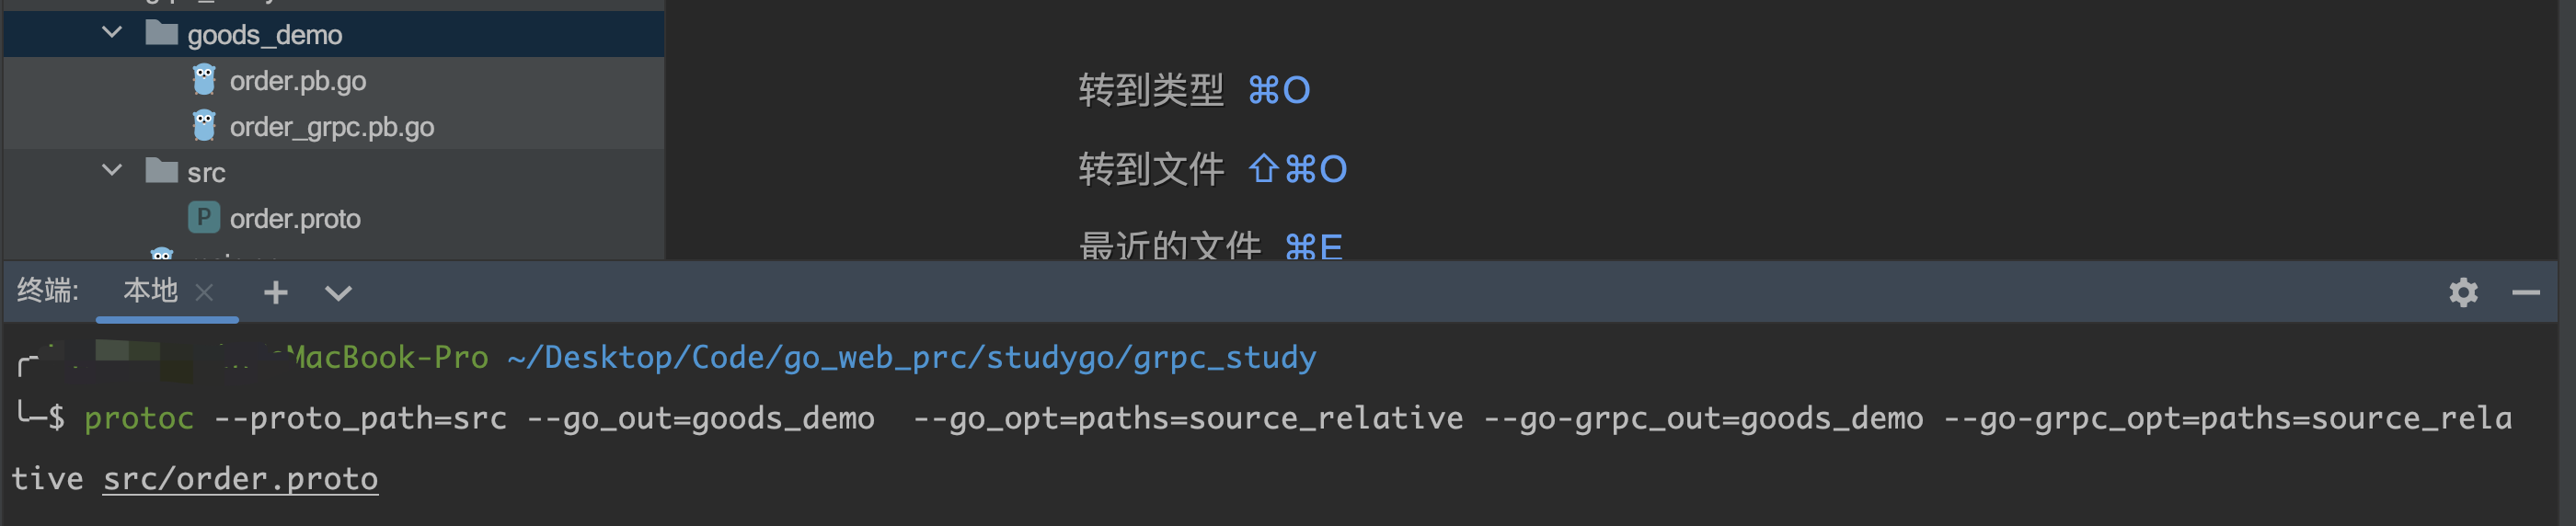 goods_demo
order.pb.go
order_grpc.pb.go
src
P order.proto
转到类型 ⌘O
转到文件 ⇧⌘O
最近的文件 ⌘E
终端: 本地
MacBook-Pro ~/Desktop/Code/go_web_prc/studygo/grpc_study
$ protoc --proto_path=src --go_out=goods_demo  --go_opt=paths=source_relative --go-grpc_out=goods_demo --go-grpc_opt=paths=source_rela
tive src/order.proto